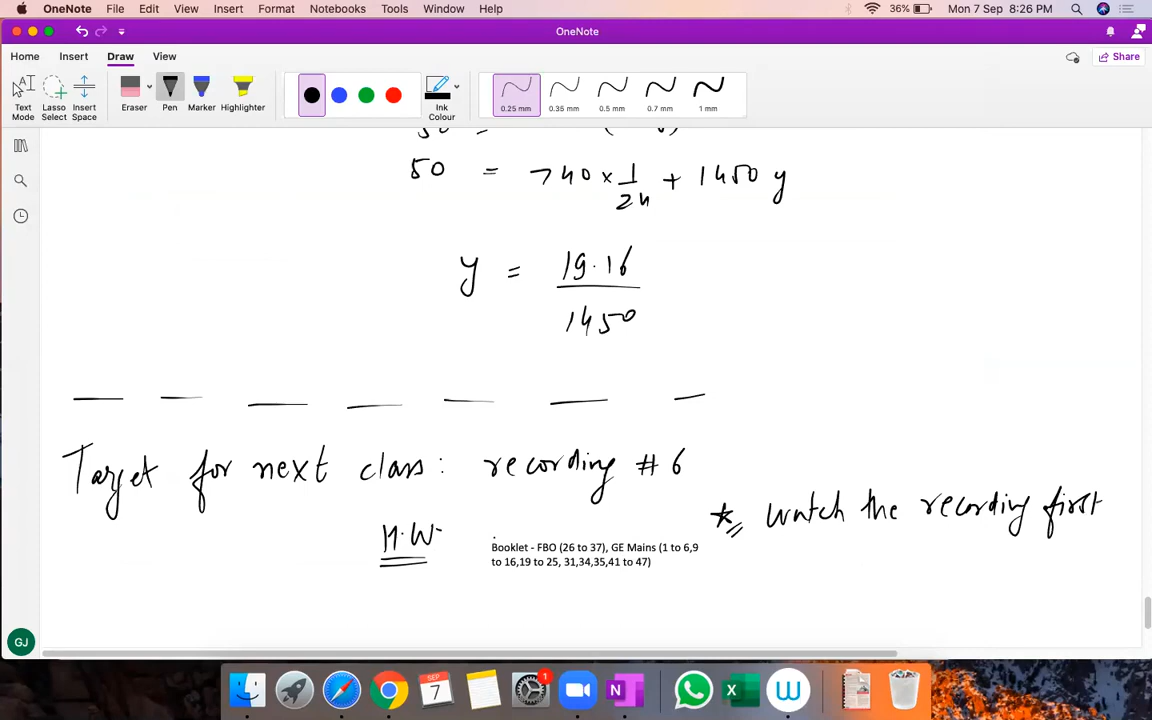 OneNote File Edit View Insert Format Notebooks Tools Window Help 36% Mon 7 Sep 8:26 PM
OneNote
Home Insert Draw View Share
Text Mode Lasso Select Insert Space Eraser Pen Marker Highlighter 0.25 mm 0.35 mm 0.5 mm 0.7 mm 1 mm Ink Colour
50 = 740 × 1/24 + 1450 y
y = 19.16/1450
Target for next class: recording # 6
* watch the recording first
H.W
Booklet - FBO (26 to 37), GE Mains (1 to 6,9
to 16,19 to 25, 31,34,35,41 to 47)
GJ
SEP
7
1
N
W